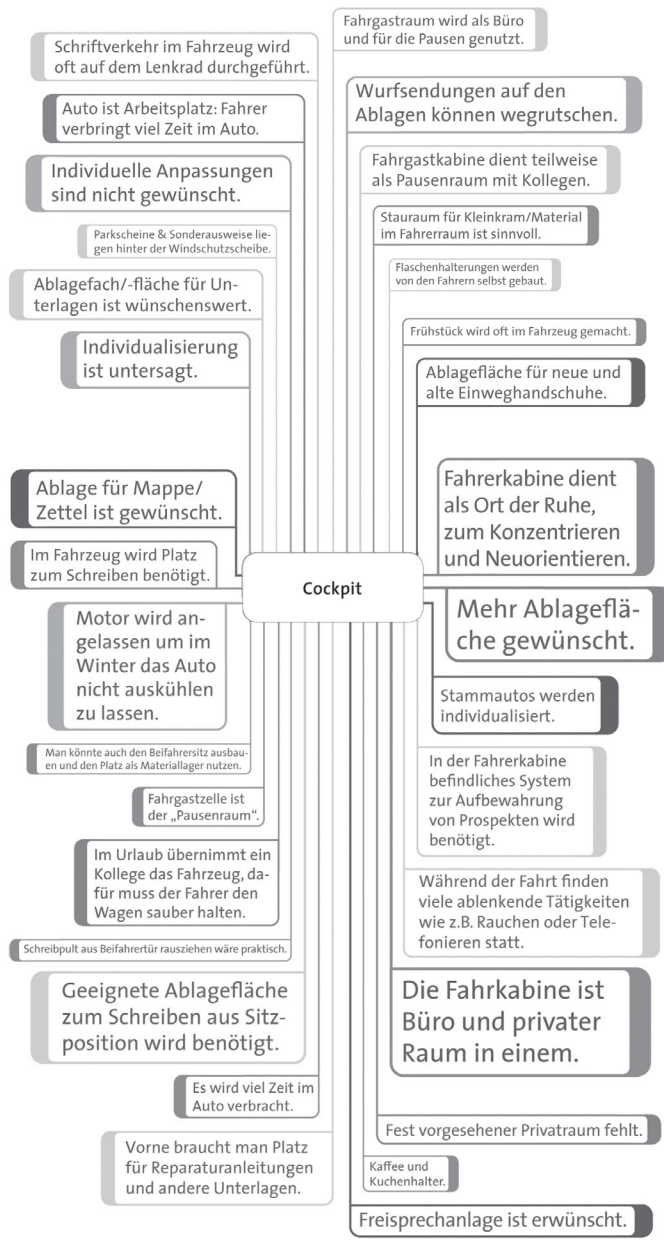 Schriftverkehr im Fahrzeug wird
oft auf dem Lenkrad durchgeführt.
Auto ist Arbeitsplatz: Fahrer
verbringt viel Zeit im Auto.
Individuelle Anpassungen
sind nicht gewünscht.
Parkscheine & Sonderausweise lie-
gen hinter der Windschutzscheibe.
Ablagefach/-fläche für Un-
terlagen ist wünschenswert.
Individualisierung
ist untersagt.
Ablage für Mappe/
Zettel ist gewünscht.
Im Fahrzeug wird Platz
zum Schreiben benötigt.
Motor wird an-
gelassen um im
Winter das Auto
nicht auskühlen
zu lassen.
Man könnte auch den Beifahrersitz ausbau-
en und den Platz als Materiallager nutzen.
Fahrgastzelle ist
der „Pausenraum“.
Im Urlaub übernimmt ein
Kollege das Fahrzeug, da-
für muss der Fahrer den
Wagen sauber halten.
Schreibpult aus Beifahrertür rausziehen wäre praktisch.
Geeignete Ablagefläche
zum Schreiben aus Sitz-
position wird benötigt.
Es wird viel Zeit im
Auto verbracht.
Vorne braucht man Platz
für Reparaturanleitungen
und andere Unterlagen.
Cockpit
Fahrgastraum wird als Büro
und für die Pausen genutzt.
Wurfsendungen auf den
Ablagen können wegrutschen.
Fahrgastkabine dient teilweise
als Pausenraum mit Kollegen.
Stauraum für Kleinkram/Material
im Fahrerraum ist sinnvoll.
Flaschenhalterungen werden
von den Fahrern selbst gebaut.
Frühstück wird oft im Fahrzeug gemacht.
Ablagefläche für neue und
alte Einweghandschuhe.
Fahrerkabine dient
als Ort der Ruhe,
zum Konzentrieren
und Neuorientieren.
Mehr Ablageflä-
che gewünscht.
Stammautos werden
individualisiert.
In der Fahrerkabine
befindliches System
zur Aufbewahrung
von Prospekten wird
benötigt.
Während der Fahrt finden
viele ablenkende Tätigkeiten
wie z.B. Rauchen oder Tele-
fonieren statt.
Die Fahrkabine ist
Büro und privater
Raum in einem.
Fest vorgesehener Privatraum fehlt.
Kaffee und
Kuchenhalter.
Freisprechanlage ist erwünscht.